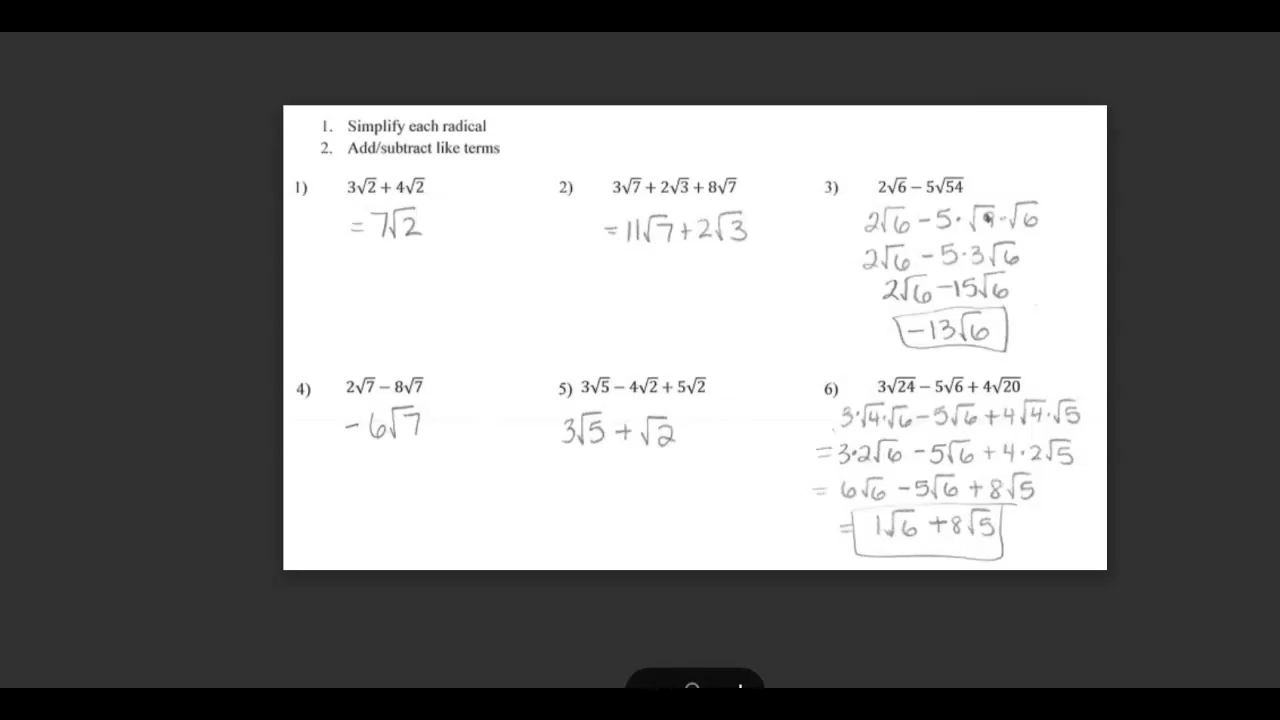 1. Simplify each radical
2. Add/subtract like terms
1) 3√2 + 4√2
= 7√2
2) 3√7 + 2√3 + 8√7
= 11√7 + 2√3
3) 2√6 − 5√54
2√6 − 5 · √9 · √6
2√6 − 5 · 3√6
2√6 − 15√6
−13√6
4) 2√7 − 8√7
− 6√7
5) 3√5 − 4√2 + 5√2
3√5 + √2
6) 3√24 − 5√6 + 4√20
3·√4·√6 − 5√6 + 4√4·√5
= 3·2√6 − 5√6 + 4·2√5
= 6√6 − 5√6 + 8√5
= 1√6 + 8√5